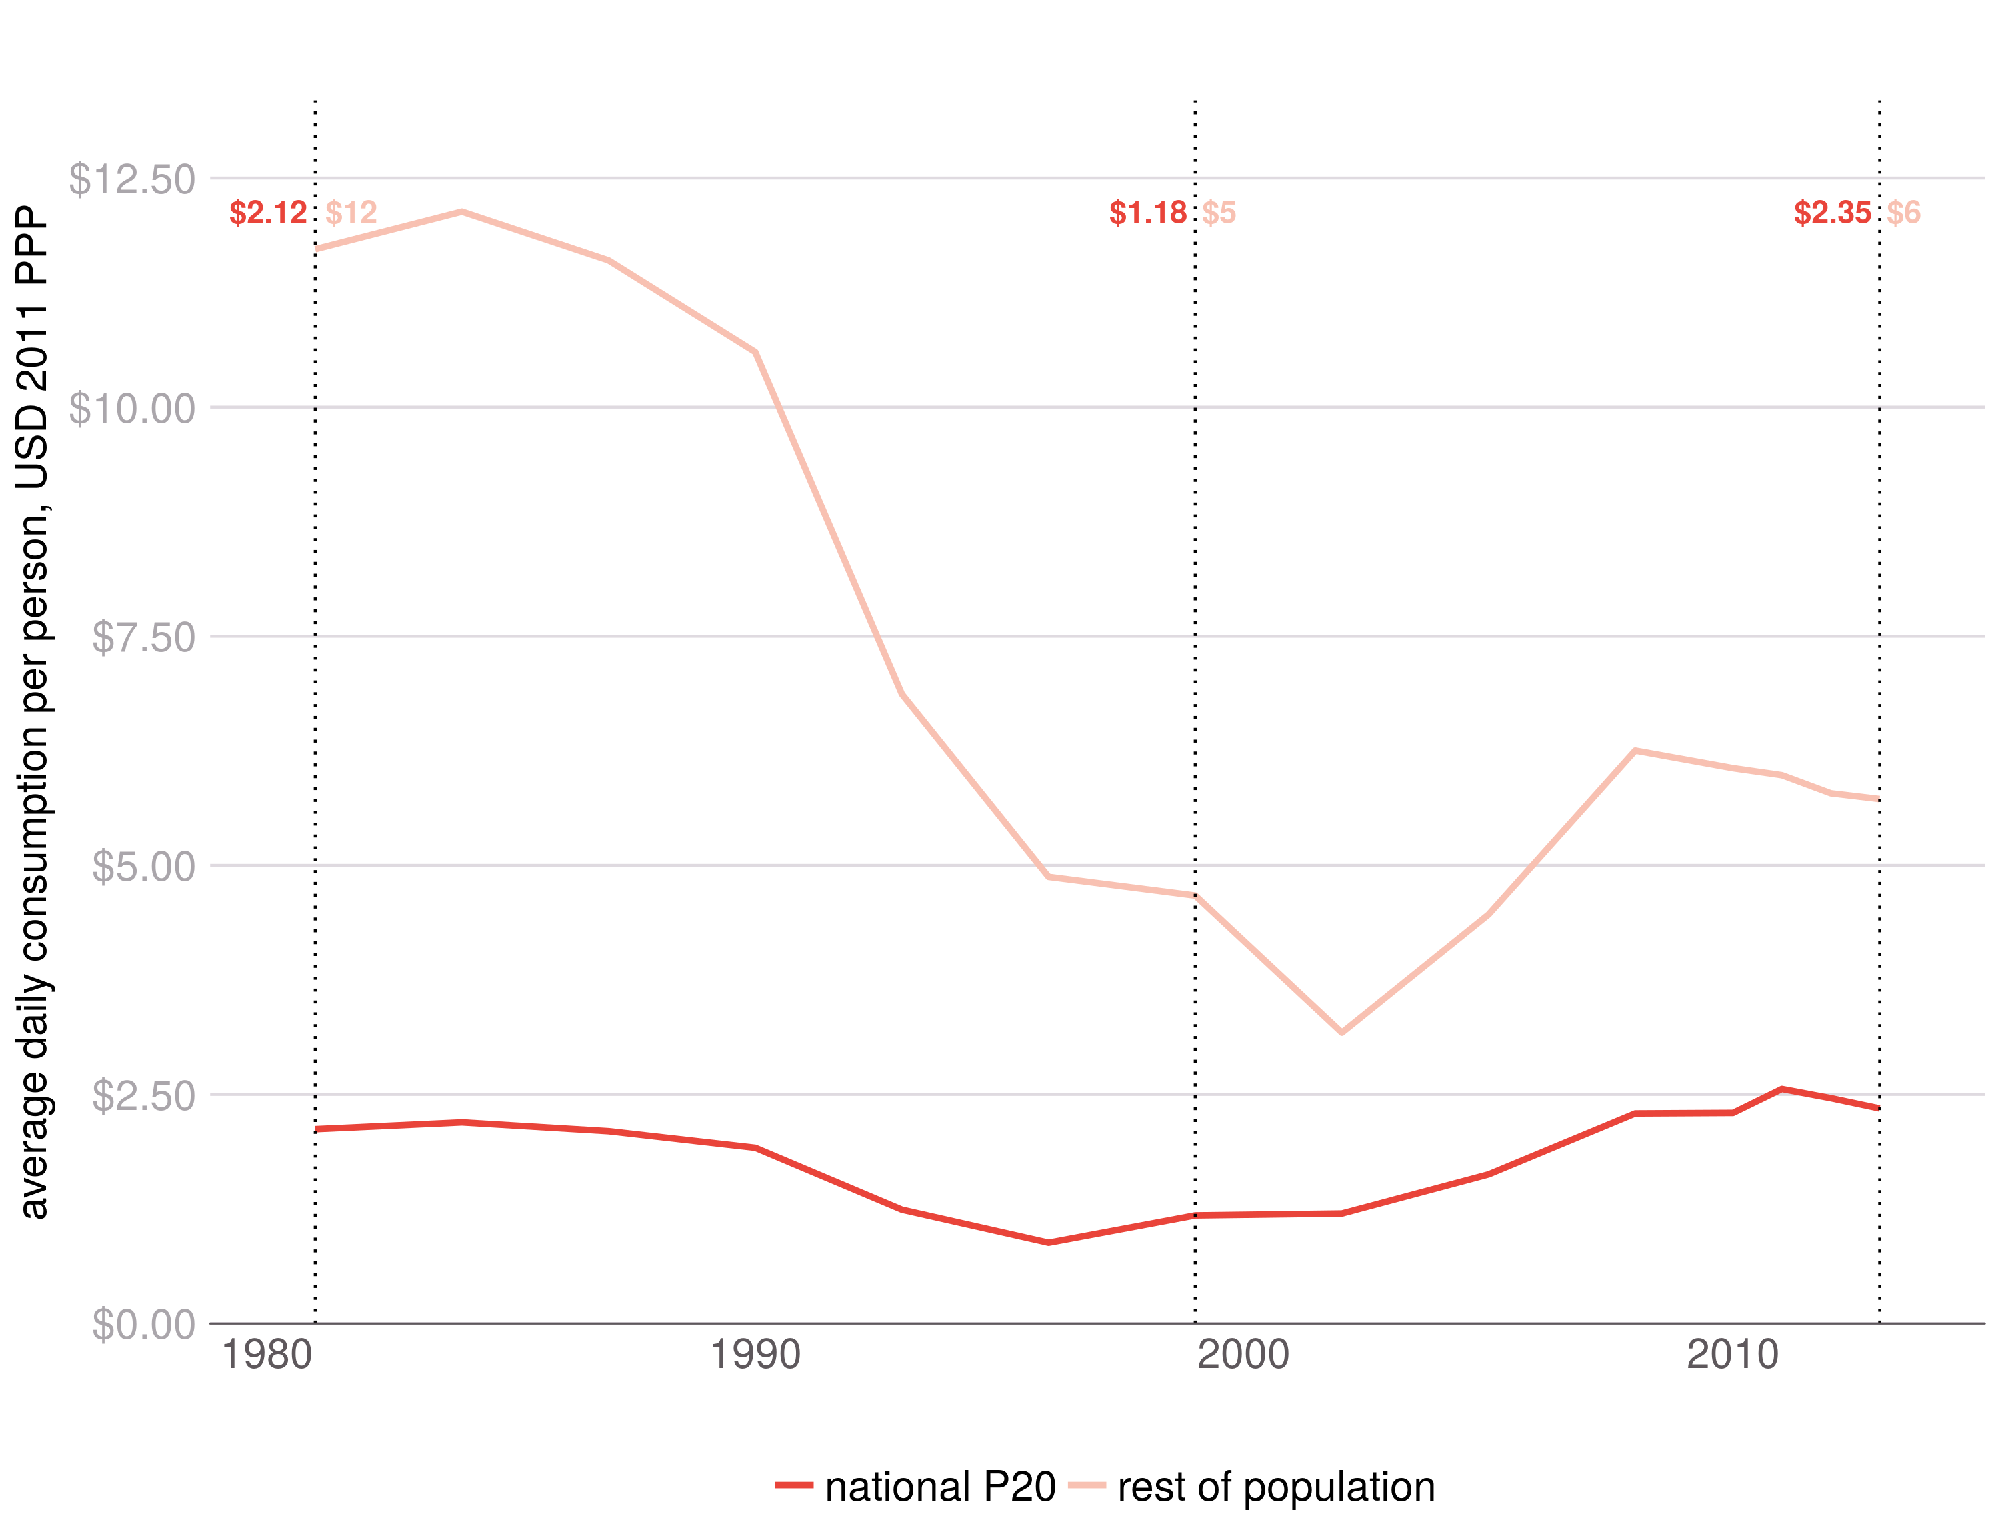 average daily consumption per person, USD 2011 PPP
$12.50
$2.12 $12 $1.18 $5 $2.35 $6
$10.00
$7.50
$5.00
$2.50
$0.00
1980 1990 2000 2010
national P20 rest of population